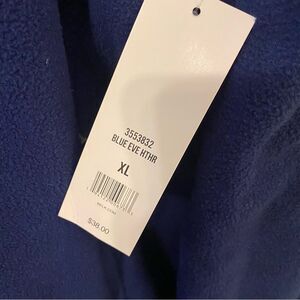 3553832
BLUE EVE HTHR
XL
$38.00